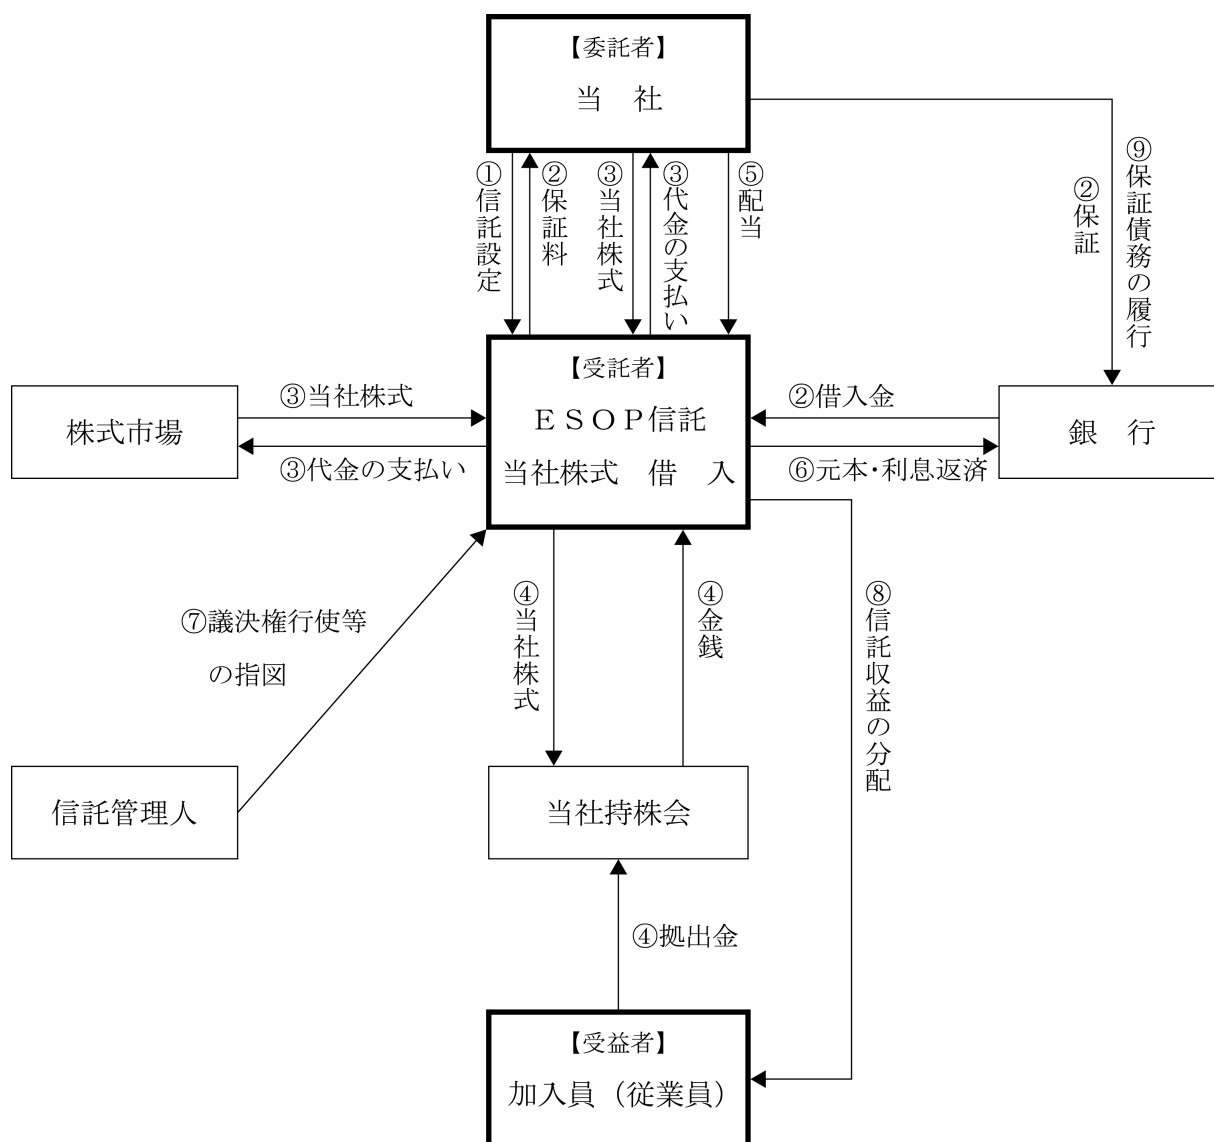 【委託者】
当　社
①信託設定
②保証料
③当社株式
③代金の支払い
⑤配当
②保証
⑨保証債務の履行
【受託者】
ＥＳＯＰ信託
当社株式　借　入
株式市場
③当社株式
③代金の支払い
②借入金
⑥元本・利息返済
銀　行
⑦議決権行使等
の指図
④当社株式
④金銭
⑧信託収益の分配
信託管理人
当社持株会
④拠出金
【受益者】
加入員（従業員）